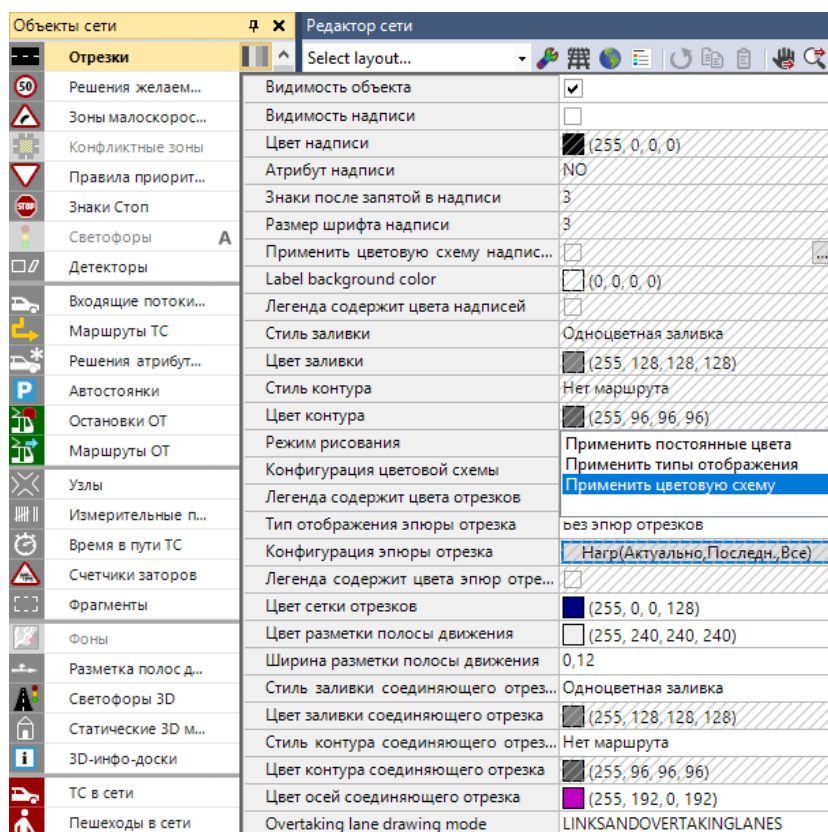 Объекты сети
Редактор сети
Отрезки
Select layout...
Решения желаем...
Видимость объекта
Зоны малоскорос...
Видимость надписи
Конфликтные зоны
Цвет надписи
(255, 0, 0, 0)
Правила приорит...
Атрибут надписи
NO
Знаки Стоп
Знаки после запятой в надписи
3
Светофоры A
Размер шрифта надписи
3
Детекторы
Применить цветовую схему надпис...
...
Label background color
(0, 0, 0, 0)
Входящие потоки...
Легенда содержит цвета надписей
Маршруты ТС
Стиль заливки
Одноцветная заливка
Решения атрибут...
Цвет заливки
(255, 128, 128, 128)
Автостоянки
Стиль контура
Нет маршрута
Остановки ОТ
Цвет контура
(255, 96, 96, 96)
Маршруты ОТ
Режим рисования
Применить постоянные цвета
Применить типы отображения
Применить цветовую схему
Узлы
Конфигурация цветовой схемы
Измерительные п...
Легенда содержит цвета отрезков
Время в пути ТС
Тип отображения эпюры отрезка
Без эпюр отрезков
Счетчики заторов
Конфигурация эпюры отрезка
Нагр(Актуально,Последн.,Все)
Легенда содержит цвета эпюр отре...
Фрагменты
Цвет сетки отрезков
(255, 0, 0, 128)
Фоны
Цвет разметки полосы движения
(255, 240, 240, 240)
Разметка полос д...
Ширина разметки полосы движения
0,12
Светофоры 3D
Стиль заливки соединяющего отрез...
Одноцветная заливка
Статические 3D м...
Цвет заливки соединяющего отрезка
(255, 128, 128, 128)
Стиль контура соединяющего отрез...
Нет маршрута
3D-инфо-доски
Цвет контура соединяющего отрезка
(255, 96, 96, 96)
ТС в сети
Цвет осей соединяющего отрезка
(255, 192, 0, 192)
Пешеходы в сети
Overtaking lane drawing mode
LINKSANDOVERTAKINGLANES
50
STOP
P
i